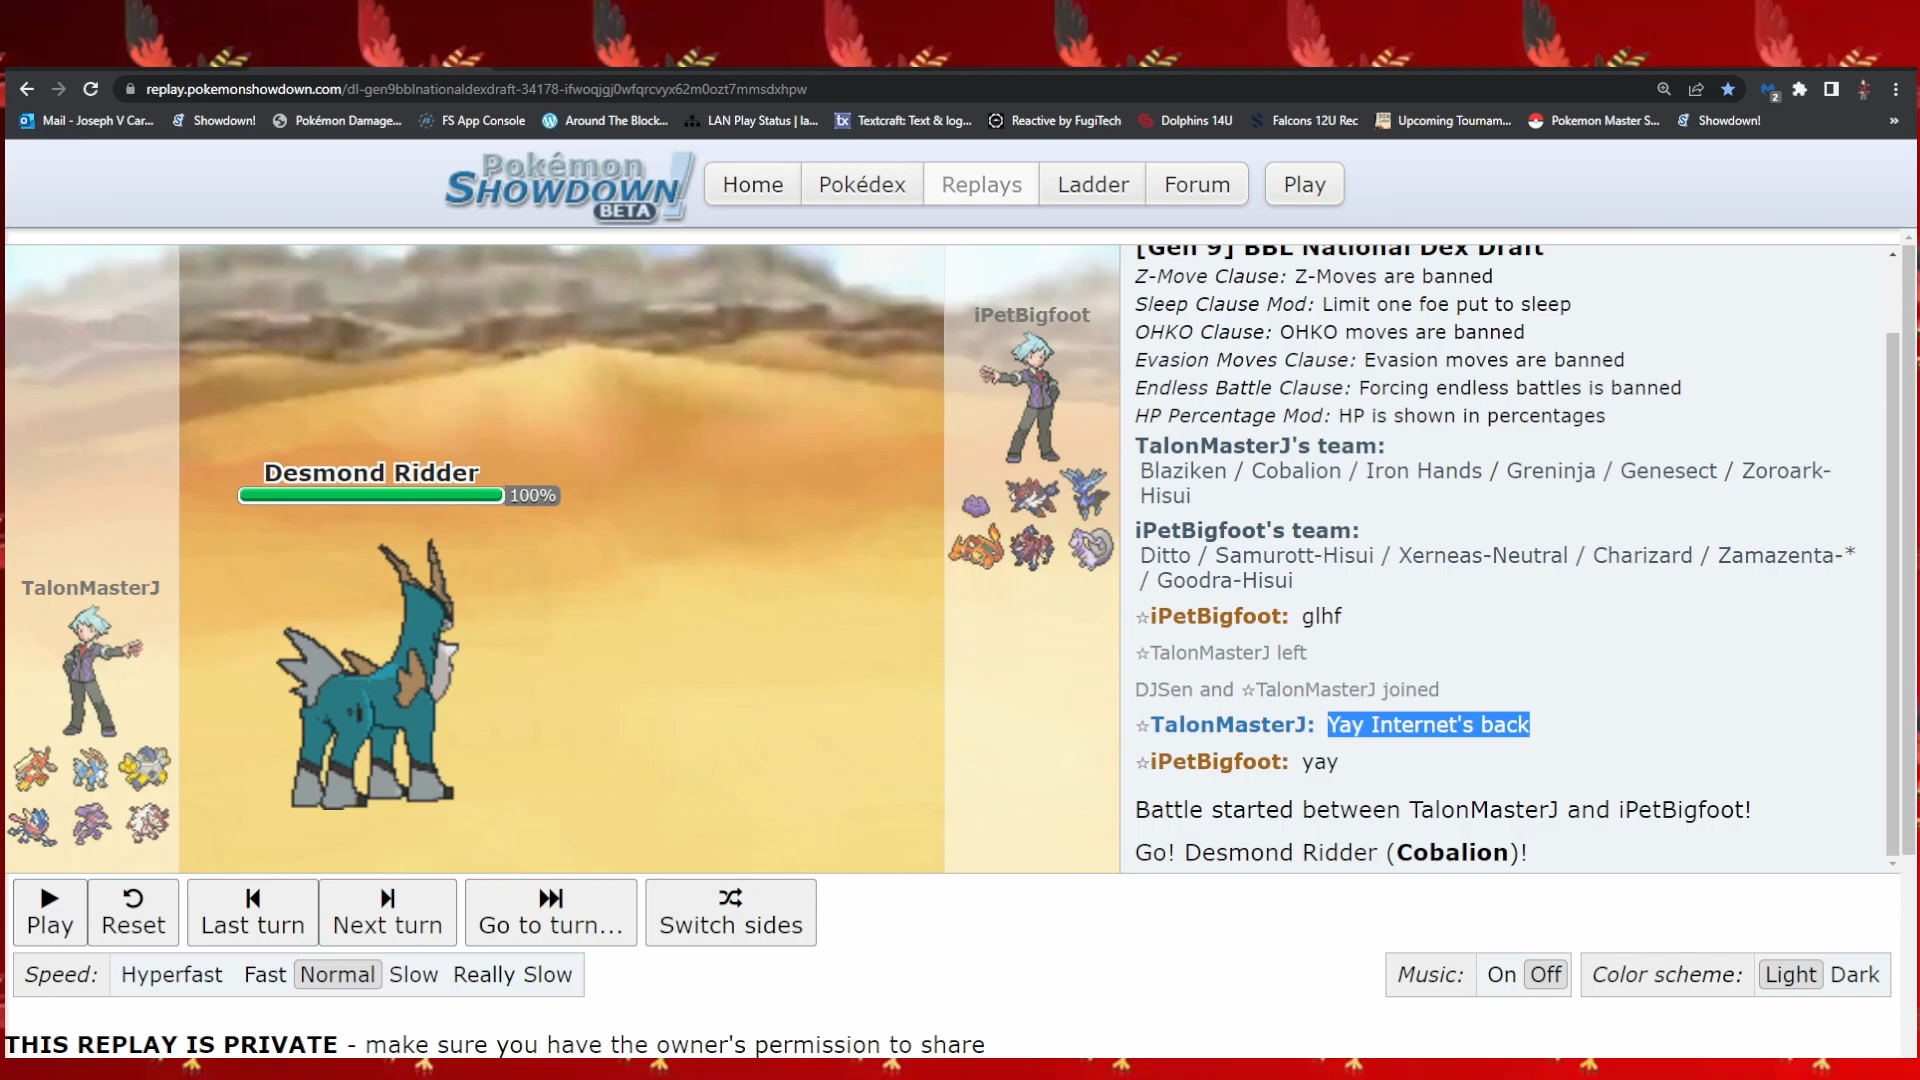 replay.pokemonshowdown.com/dl-gen9bblnationaldexdraft-34178-ifwoqjgj0wfqrcvyx62m0ozt7mmsdxhpw
2
Mail - Joseph V Car... Showdown! Pokémon Damage... FS App Console Around The Block... LAN Play Status | la... Textcraft: Text & log... Reactive by FugiTech Dolphins 14U Falcons 12U Rec Upcoming Tournam... Pokemon Master S... Showdown! »
Pokémon
SHOWDOWN!
BETA
Home Pokédex Replays Ladder Forum Play
iPetBigfoot
Desmond Ridder
100%
TalonMasterJ
[Gen 9] BBL National Dex Draft
Z-Move Clause: Z-Moves are banned
Sleep Clause Mod: Limit one foe put to sleep
OHKO Clause: OHKO moves are banned
Evasion Moves Clause: Evasion moves are banned
Endless Battle Clause: Forcing endless battles is banned
HP Percentage Mod: HP is shown in percentages
TalonMasterJ's team:
Blaziken / Cobalion / Iron Hands / Greninja / Genesect / Zoroark-
Hisui
iPetBigfoot's team:
Ditto / Samurott-Hisui / Xerneas-Neutral / Charizard / Zamazenta-*
/ Goodra-Hisui
☆iPetBigfoot: glhf
☆TalonMasterJ left
DJSen and ☆TalonMasterJ joined
☆TalonMasterJ: Yay Internet's back
☆iPetBigfoot: yay
Battle started between TalonMasterJ and iPetBigfoot!
Go! Desmond Ridder (Cobalion)!
Play Reset Last turn Next turn Go to turn... Switch sides
Speed: Hyperfast Fast Normal Slow Really Slow
Music: On Off
Color scheme: Light Dark
THIS REPLAY IS PRIVATE - make sure you have the owner's permission to share